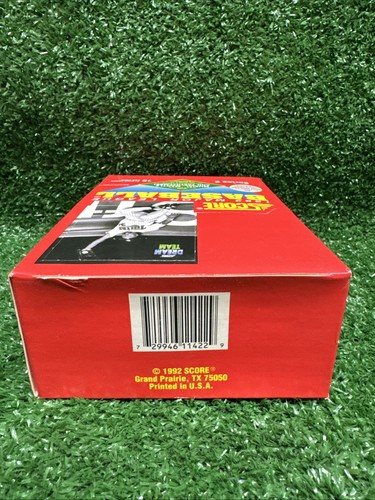 SCORE
BASEBALL
DREAM
TEAM
7 29946 11422 9
© 1992 SCORE®
Grand Prairie, TX 75050
Printed in U.S.A.